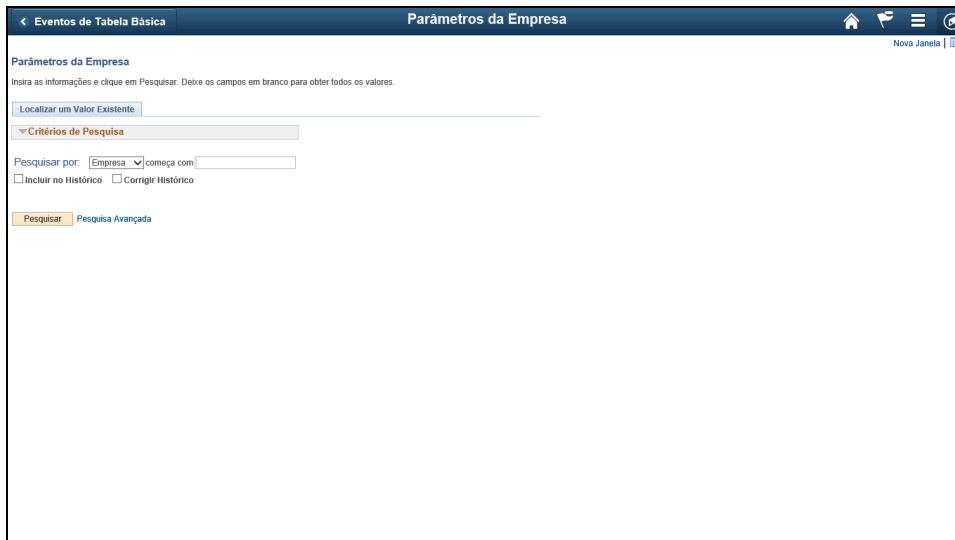 Eventos de Tabela Básica
Parâmetros da Empresa
Nova Janela |
Parâmetros da Empresa
Insira as informações e clique em Pesquisar. Deixe os campos em branco para obter todos os valores.
Localizar um Valor Existente
Critérios de Pesquisa
Pesquisar por: Empresa começa com
Incluir no Histórico Corrigir Histórico
Pesquisar Pesquisa Avançada